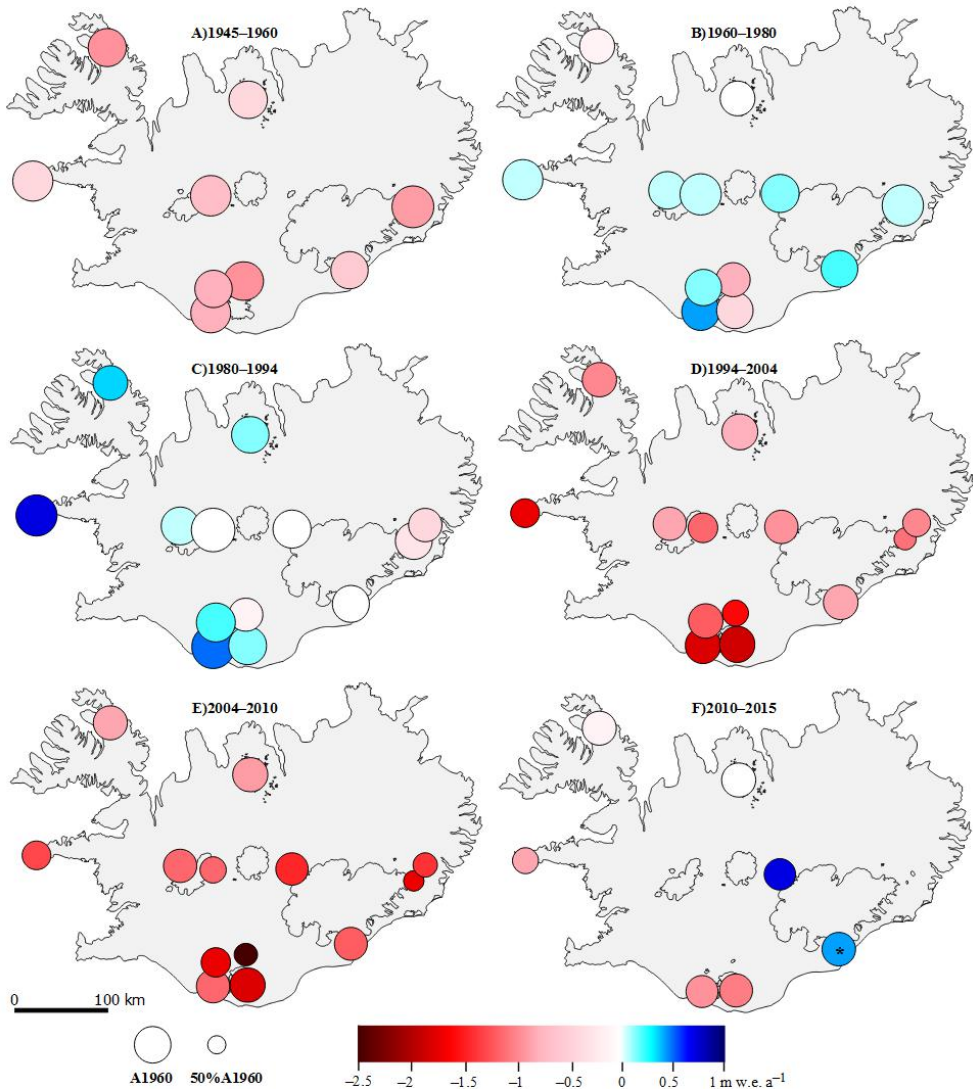 A)1945–1960
B)1960–1980
C)1980–1994
D)1994–2004
E)2004–2010
F)2010–2015
*
0 100 km
A1960 50%A1960
–2.5 –2 –1.5 –1 –0.5 0 0.5 1 m w.e. a⁻¹